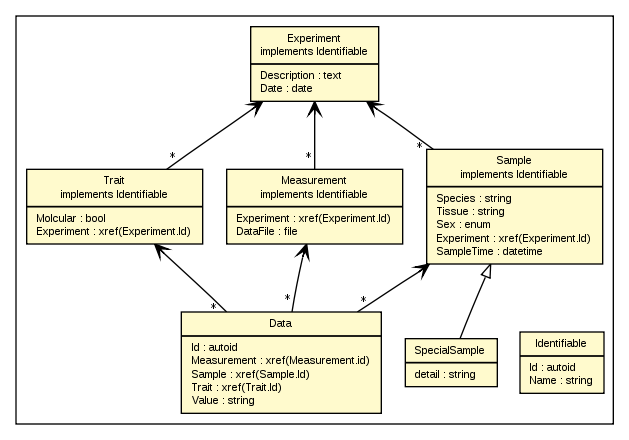 Experiment
implements Identifiable
Description : text
Date : date
*
*
*
Trait
implements Identifiable
Molcular : bool
Experiment : xref(Experiment.Id)
Measurement
implements Identifiable
Experiment : xref(Experiment.Id)
DataFile : file
Sample
implements Identifiable
Species : string
Tissue : string
Sex : enum
Experiment : xref(Experiment.Id)
SampleTime : datetime
*
*
*
Data
Id : autoid
Measurement : xref(Measurement.id)
Sample : xref(Sample.Id)
Trait : xref(Trait.Id)
Value : string
SpecialSample
detail : string
Identifiable
Id : autoid
Name : string